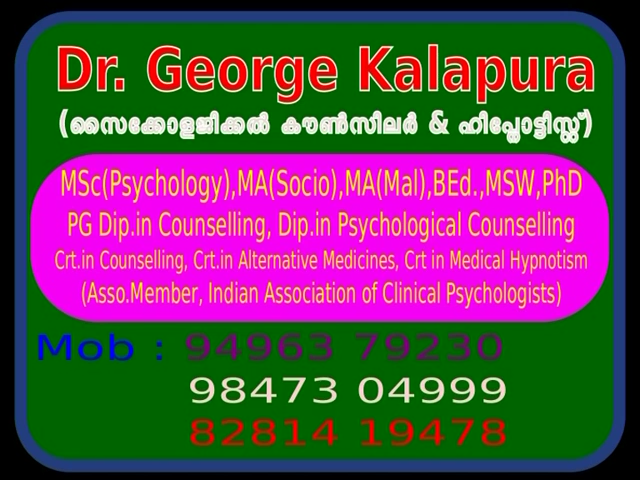 Dr. George Kalapura
(സൈക്കോളജിക്കൽ കൗൺസിലർ & ഹിപ്നോട്ടിസ്റ്റ്)
MSc(Psychology),MA(Socio),MA(Mal),BEd.,MSW,PhD
PG Dip.in Counselling, Dip.in Psychological Counselling
Crt.in Counselling, Crt.in Alternative Medicines, Crt in Medical Hypnotism
(Asso.Member, Indian Association of Clinical Psychologists)
Mob : 94963 79230
98473 04999
82814 19478